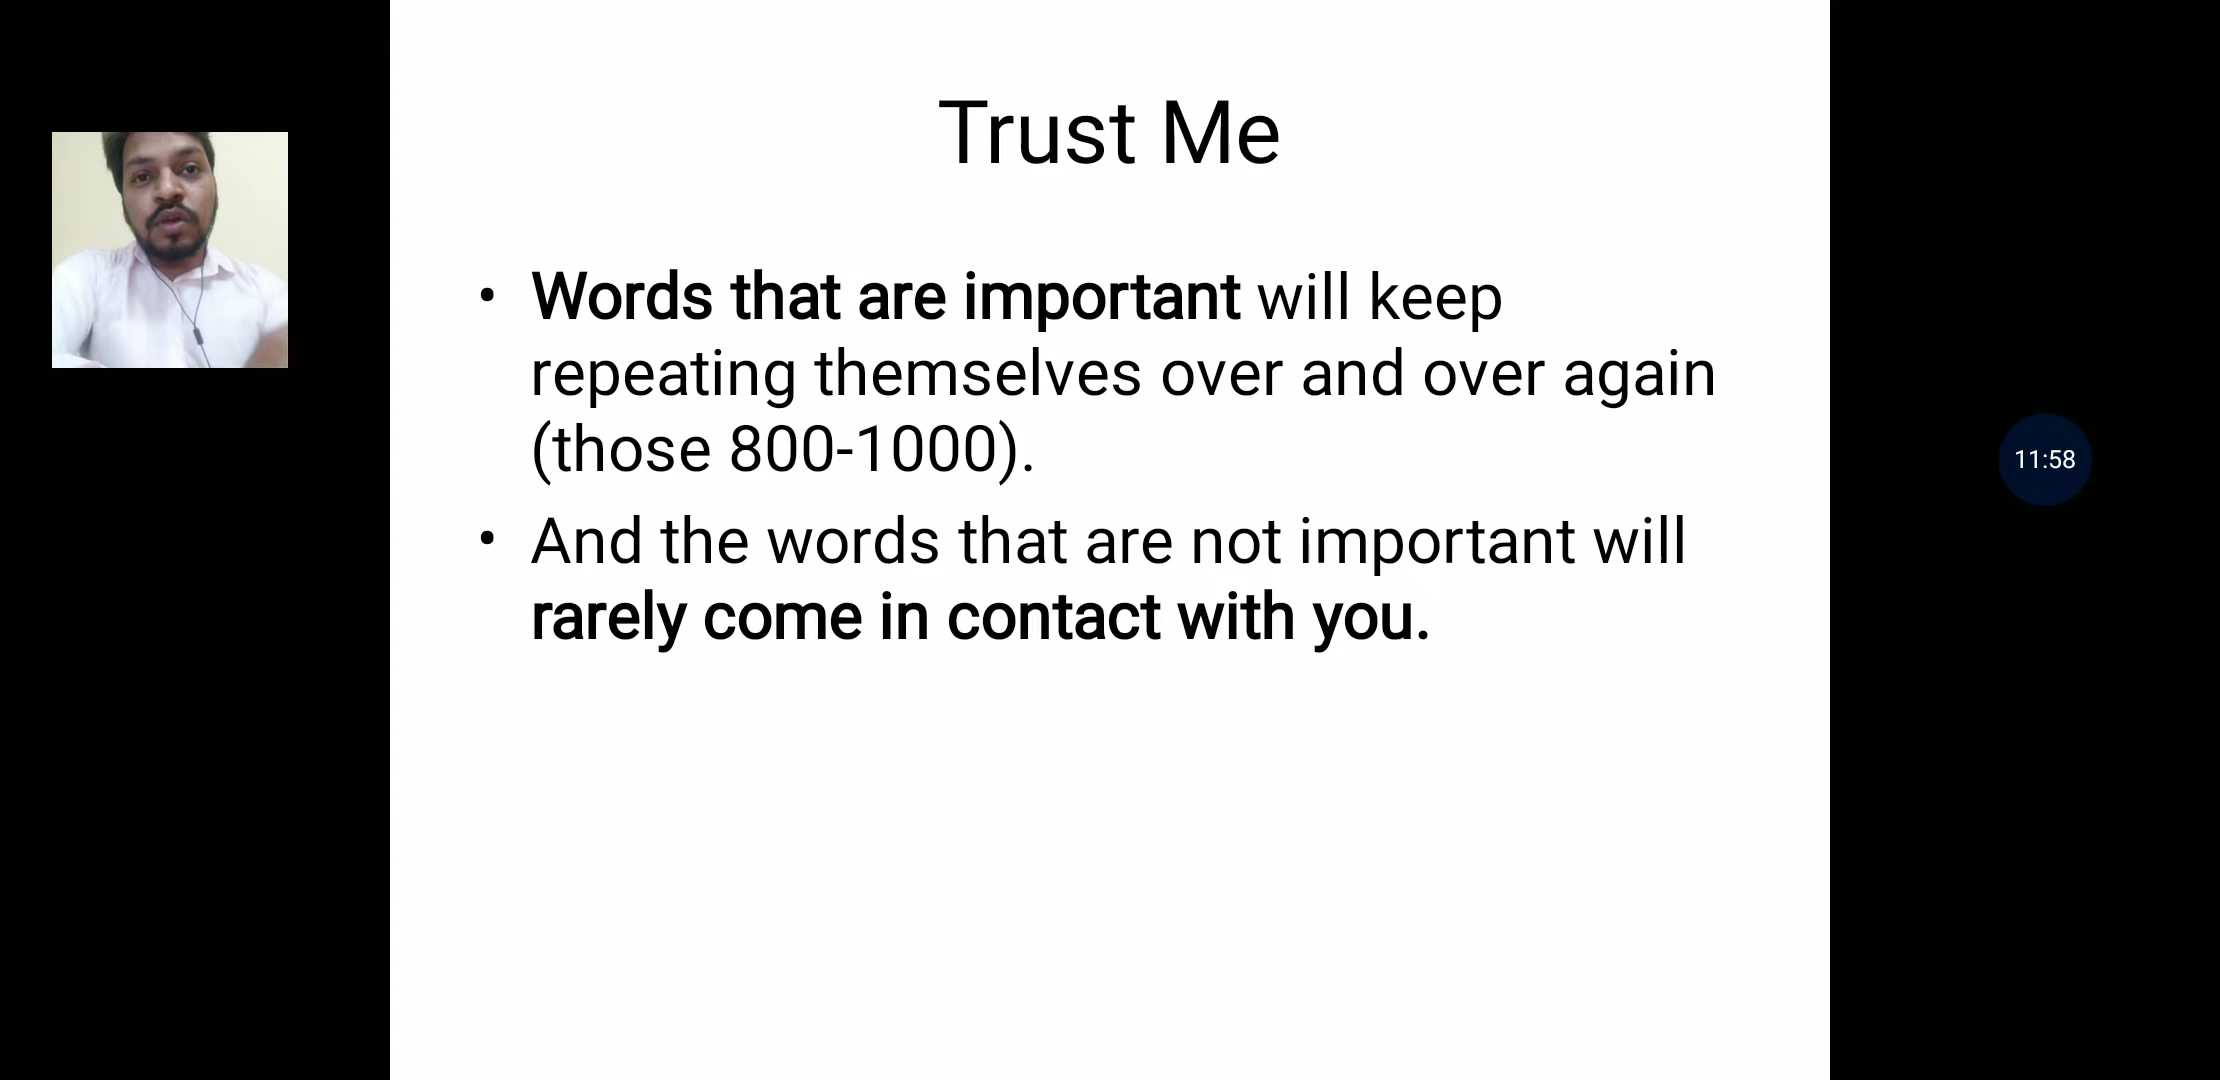 Trust Me
• Words that are important will keep
repeating themselves over and over again
(those 800-1000).
• And the words that are not important will
rarely come in contact with you.
11:58